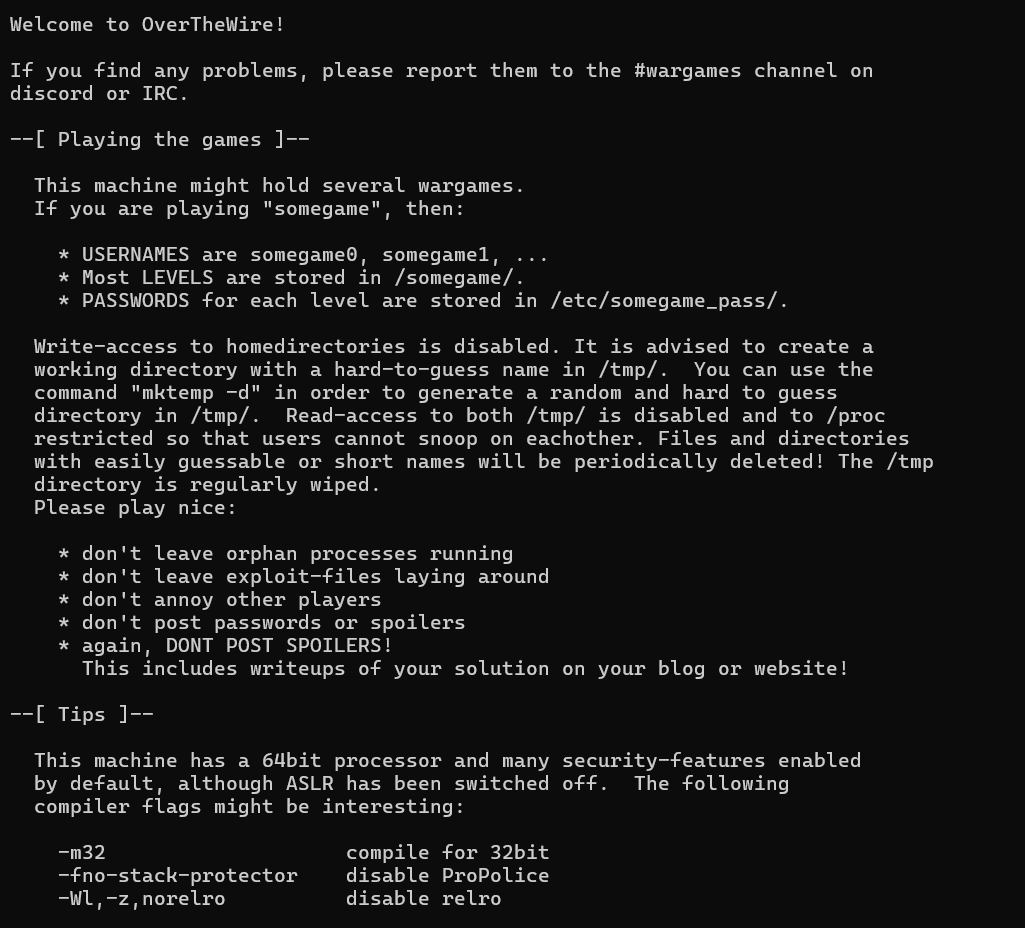 Welcome to OverTheWire!
If you find any problems, please report them to the #wargames channel on
discord or IRC.
--[ Playing the games ]--
This machine might hold several wargames.
If you are playing "somegame", then:
* USERNAMES are somegame0, somegame1, ...
* Most LEVELS are stored in /somegame/.
* PASSWORDS for each level are stored in /etc/somegame_pass/.
Write-access to homedirectories is disabled. It is advised to create a
working directory with a hard-to-guess name in /tmp/.  You can use the
command "mktemp -d" in order to generate a random and hard to guess
directory in /tmp/.  Read-access to both /tmp/ is disabled and to /proc
restricted so that users cannot snoop on eachother. Files and directories
with easily guessable or short names will be periodically deleted! The /tmp
directory is regularly wiped.
Please play nice:
* don't leave orphan processes running
* don't leave exploit-files laying around
* don't annoy other players
* don't post passwords or spoilers
* again, DONT POST SPOILERS!
This includes writeups of your solution on your blog or website!
--[ Tips ]--
This machine has a 64bit processor and many security-features enabled
by default, although ASLR has been switched off.  The following
compiler flags might be interesting:
-m32                    compile for 32bit
-fno-stack-protector    disable ProPolice
-Wl,-z,norelro          disable relro